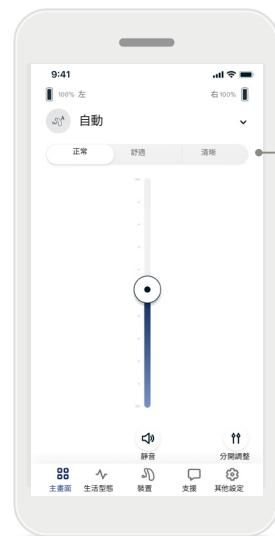 9:41
100% 左 右 100%
自動
正常 舒適 清晰
靜音 分開調整
主畫面 生活型態 裝置 支援 其他設定